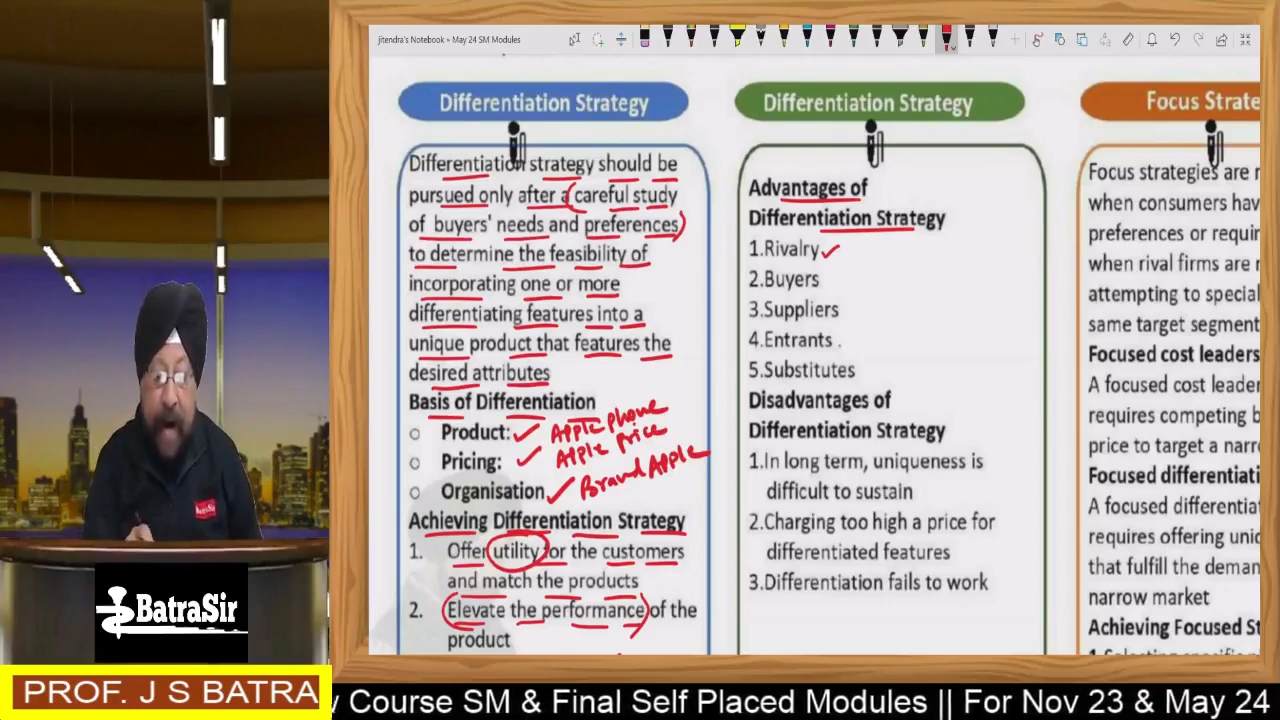 jitendra's Notebook » May 24 SM Modules
Differentiation Strategy
Differentiation strategy should be
pursued only after a careful study
of buyers' needs and preferences
to determine the feasibility of
incorporating one or more
differentiating features into a
unique product that features the
desired attributes
Basis of Differentiation
o Product: Apple Phone
o Pricing: Apple Price
o Organisation Brand Apple
Achieving Differentiation Strategy
1. Offer utility for the customers
and match the products
2. Elevate the performance of the
product
Differentiation Strategy
Advantages of
Differentiation Strategy
1.Rivalry
2.Buyers
3.Suppliers
4.Entrants .
5.Substitutes
Disadvantages of
Differentiation Strategy
1.In long term, uniqueness is
difficult to sustain
2.Charging too high a price for
differentiated features
3.Differentiation fails to work
Focus Strate
Focus strategies are
when consumers hav
preferences or requir
when rival firms are
attempting to special
same target segment
Focused cost leaders
A focused cost leader
requires competing b
price to target a narr
Focused differentiati
A focused differentiat
requires offering uniq
that fulfill the deman
narrow market
Achieving Focused St
BatraSir
BatraSir
PROF. J S BATRA
Course SM & Final Self Placed Modules || For Nov 23 & May 24